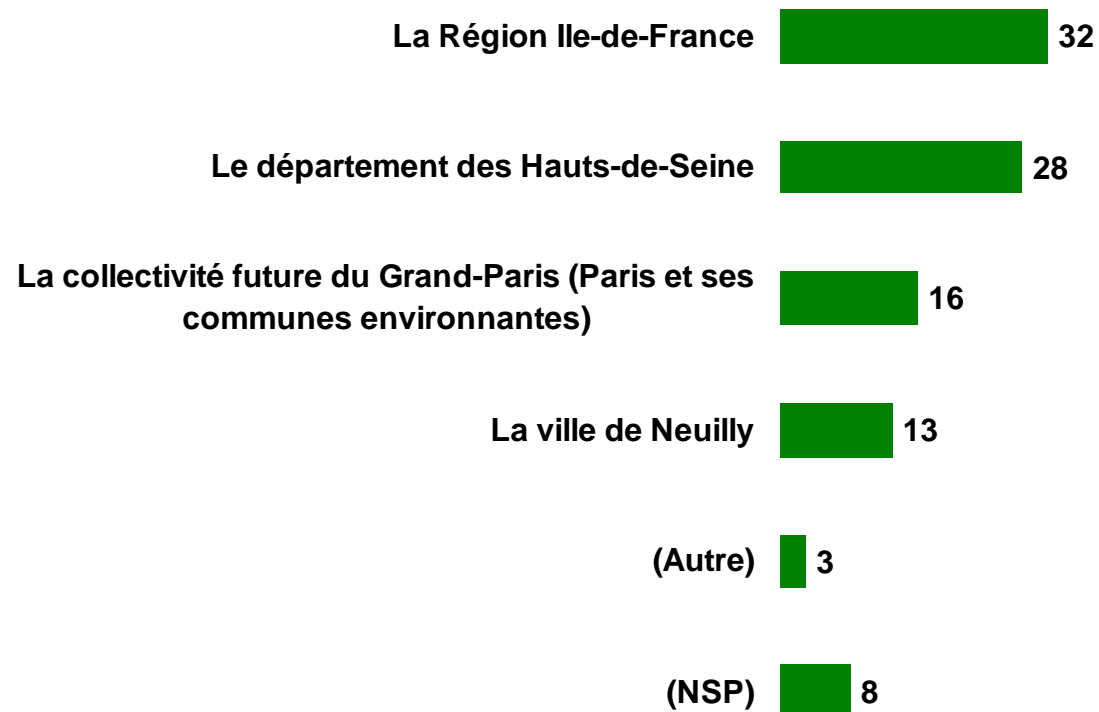 La Région Ile-de-France 32
Le département des Hauts-de-Seine 28
La collectivité future du Grand-Paris (Paris et ses
communes environnantes) 16
La ville de Neuilly 13
(Autre) 3
(NSP) 8